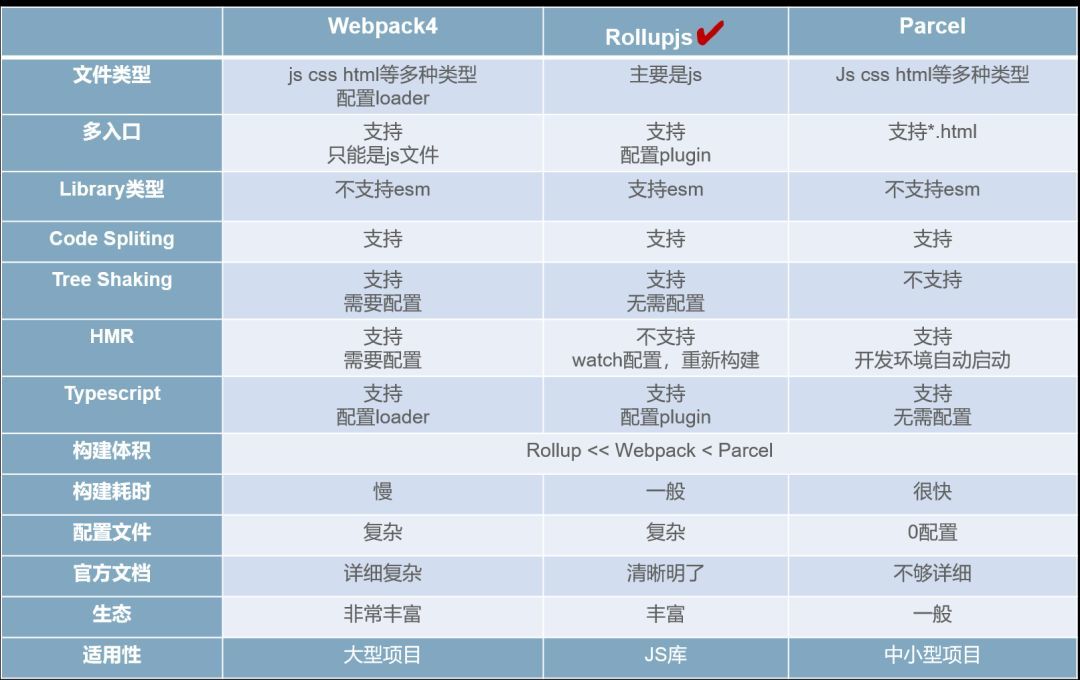 Webpack4 Rollupjs Parcel
文件类型 js css html等多种类型 主要是js Js css html等多种类型
配置loader
多入口 支持 支持 支持*.html
只能是js文件 配置plugin
Library类型 不支持esm 支持esm 不支持esm
Code Spliting 支持 支持 支持
Tree Shaking 支持 支持 不支持
需要配置 无需配置
HMR 支持 不支持 支持
需要配置 watch配置，重新构建 开发环境自动启动
Typescript 支持 支持 支持
配置loader 配置plugin 无需配置
构建体积 Rollup << Webpack < Parcel
构建耗时 慢 一般 很快
配置文件 复杂 复杂 0配置
官方文档 详细复杂 清晰明了 不够详细
生态 非常丰富 丰富 一般
适用性 大型项目 JS库 中小型项目